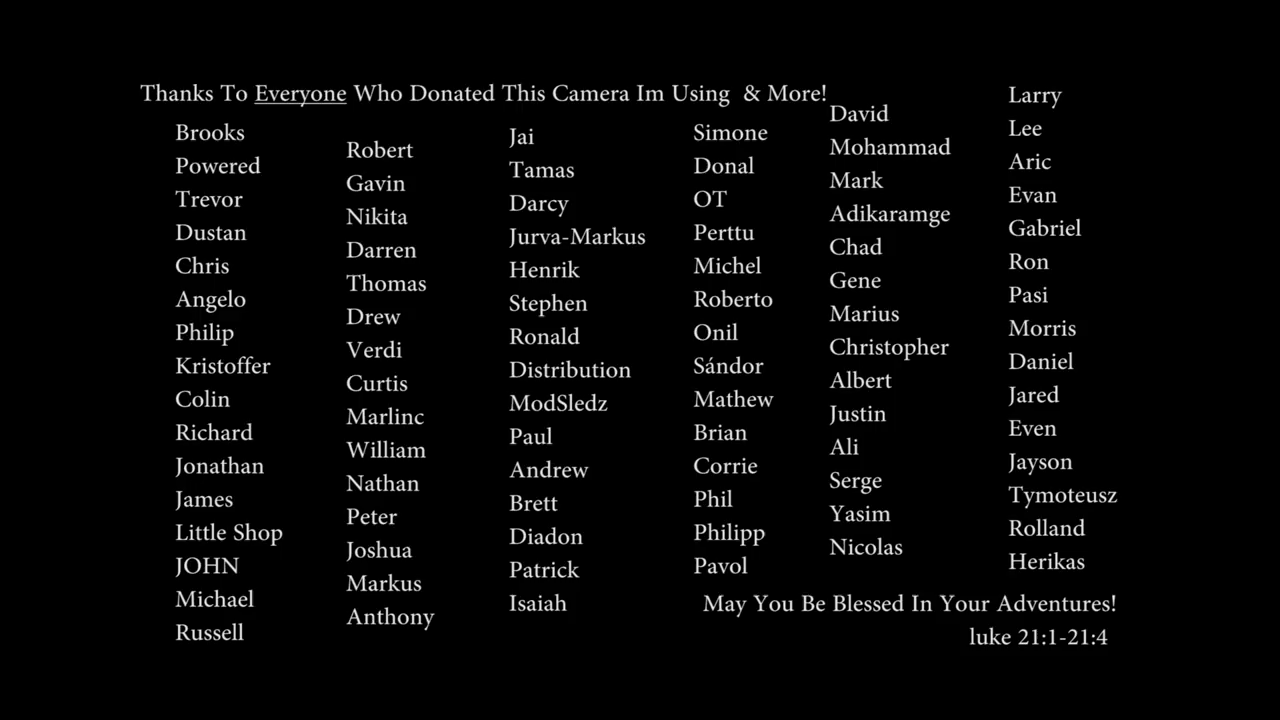 Thanks To Everyone Who Donated This Camera Im Using & More!
Brooks
Powered
Trevor
Dustan
Chris
Angelo
Philip
Kristoffer
Colin
Richard
Jonathan
James
Little Shop
JOHN
Michael
Russell
Robert
Gavin
Nikita
Darren
Thomas
Drew
Verdi
Curtis
Marlinc
William
Nathan
Peter
Joshua
Markus
Anthony
Jai
Tamas
Darcy
Jurva-Markus
Henrik
Stephen
Ronald
Distribution
ModSledz
Paul
Andrew
Brett
Diadon
Patrick
Isaiah
Simone
Donal
OT
Perttu
Michel
Roberto
Onil
Sándor
Mathew
Brian
Corrie
Phil
Philipp
Pavol
David
Mohammad
Mark
Adikaramge
Chad
Gene
Marius
Christopher
Albert
Justin
Ali
Serge
Yasim
Nicolas
Larry
Lee
Aric
Evan
Gabriel
Ron
Pasi
Morris
Daniel
Jared
Even
Jayson
Tymoteusz
Rolland
Herikas
May You Be Blessed In Your Adventures!
luke 21:1-21:4